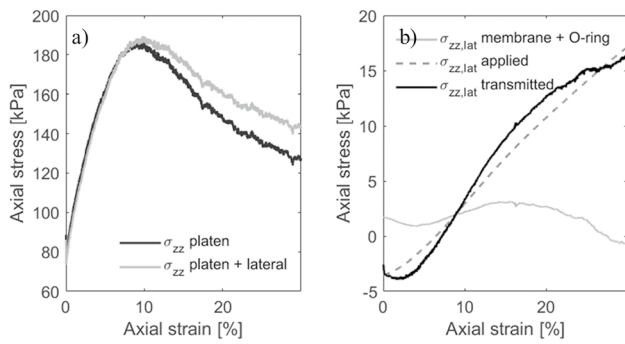 a)
200
180
160
140
120
100
80
60
0
10
20
Axial stress [kPa]
Axial strain [%]
σzz platen
σzz platen + lateral
b)
20
15
10
5
0
-5
0
10
20
Axial stress [kPa]
Axial strain [%]
σzz,lat membrane + O-ring
σzz,lat applied
σzz,lat transmitted